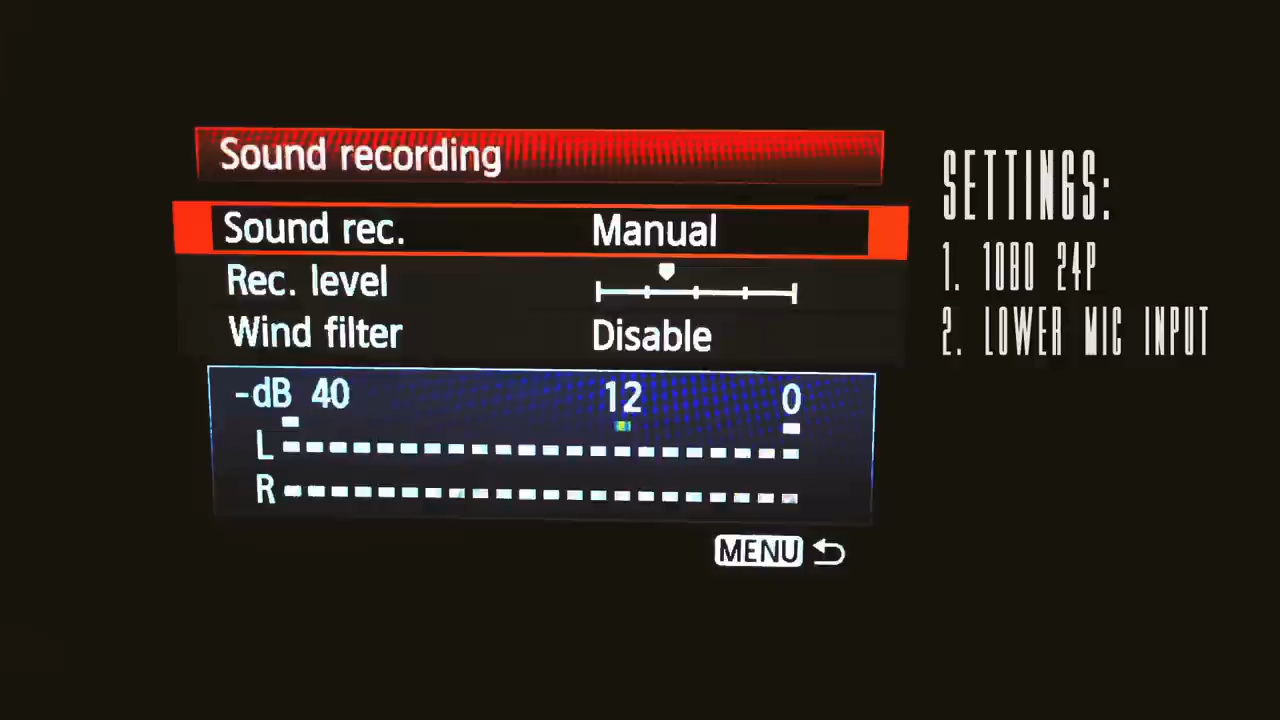 Sound recording
Sound rec. Manual
Rec. level
Wind filter Disable
-dB 40 12 0
L
R
MENU
SETTINGS:
1. 1080 24P
2. LOWER MIC INPUT